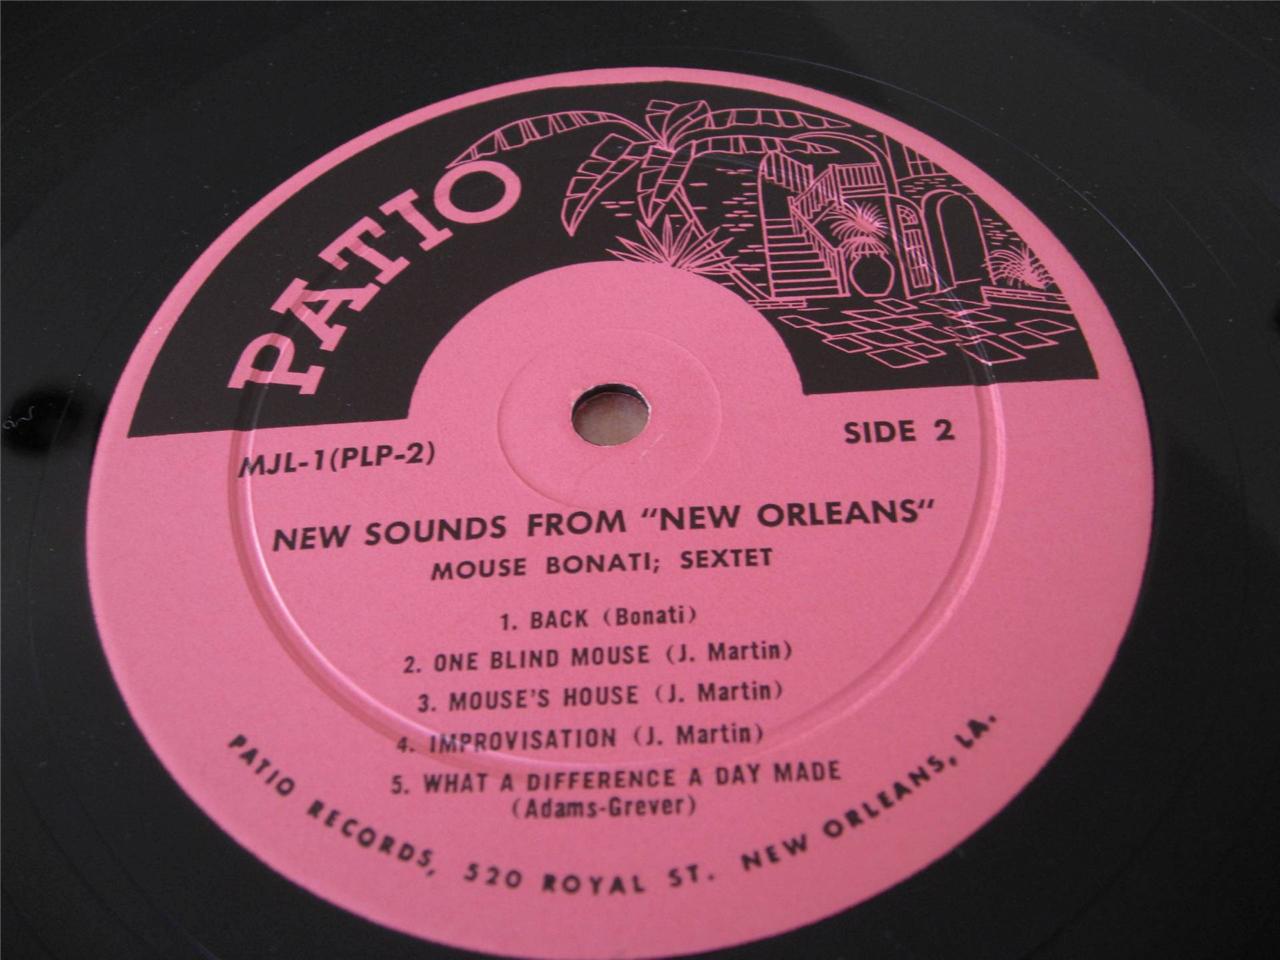 PATIO
MJL-1(PLP-2)
SIDE 2
NEW SOUNDS FROM "NEW ORLEANS"
MOUSE BONATI; SEXTET
1. BACK (Bonati)
2. ONE BLIND MOUSE (J. Martin)
3. MOUSE'S HOUSE (J. Martin)
4. IMPROVISATION (J. Martin)
5. WHAT A DIFFERENCE A DAY MADE
(Adams-Grever)
PATIO RECORDS, 520 ROYAL ST. NEW ORLEANS, LA.